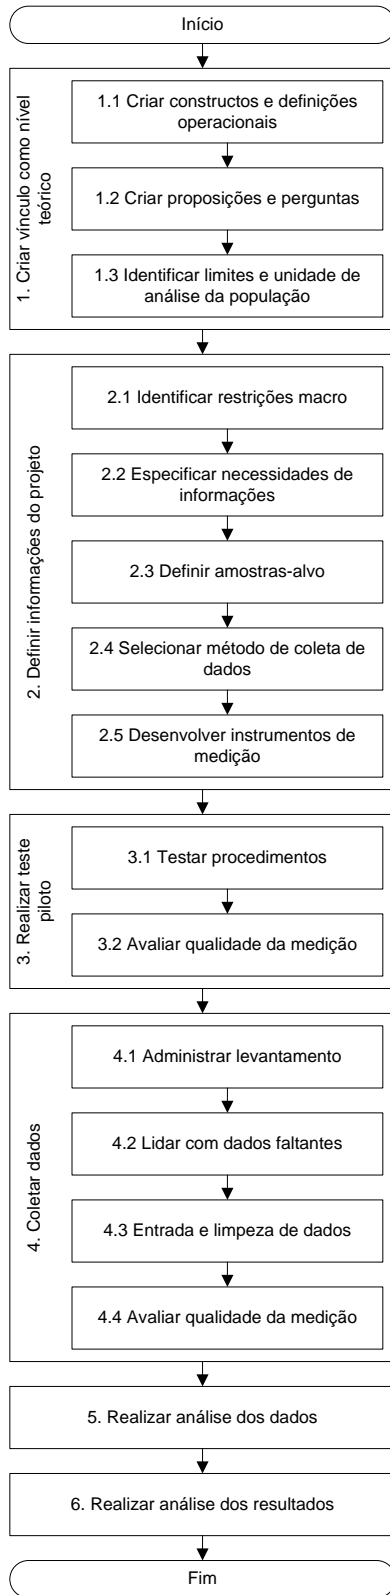 Início
1. Criar vínculo como nível
teórico
1.1 Criar constructos e definições
operacionais
1.2 Criar proposições e perguntas
1.3 Identificar limites e unidade de
análise da população
2. Definir informações do projeto
2.1 Identificar restrições macro
2.2 Especificar necessidades de
informações
2.3 Definir amostras-alvo
2.4 Selecionar método de coleta de
dados
2.5 Desenvolver instrumentos de
medição
3. Realizar teste
piloto
3.1 Testar procedimentos
3.2 Avaliar qualidade da medição
4. Coletar dados
4.1 Administrar levantamento
4.2 Lidar com dados faltantes
4.3 Entrada e limpeza de dados
4.4 Avaliar qualidade da medição
5. Realizar análise dos dados
6. Realizar análise dos resultados
Fim